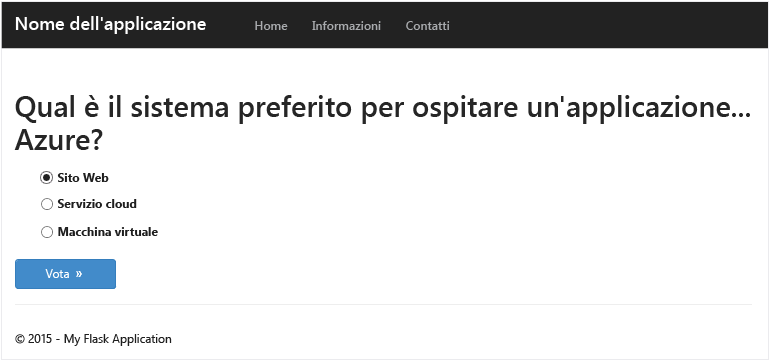 Nome dell'applicazione Home Informazioni Contatti
Qual è il sistema preferito per ospitare un'applicazione...
Azure?
Sito Web
Servizio cloud
Macchina virtuale
Vota »
© 2015 - My Flask Application